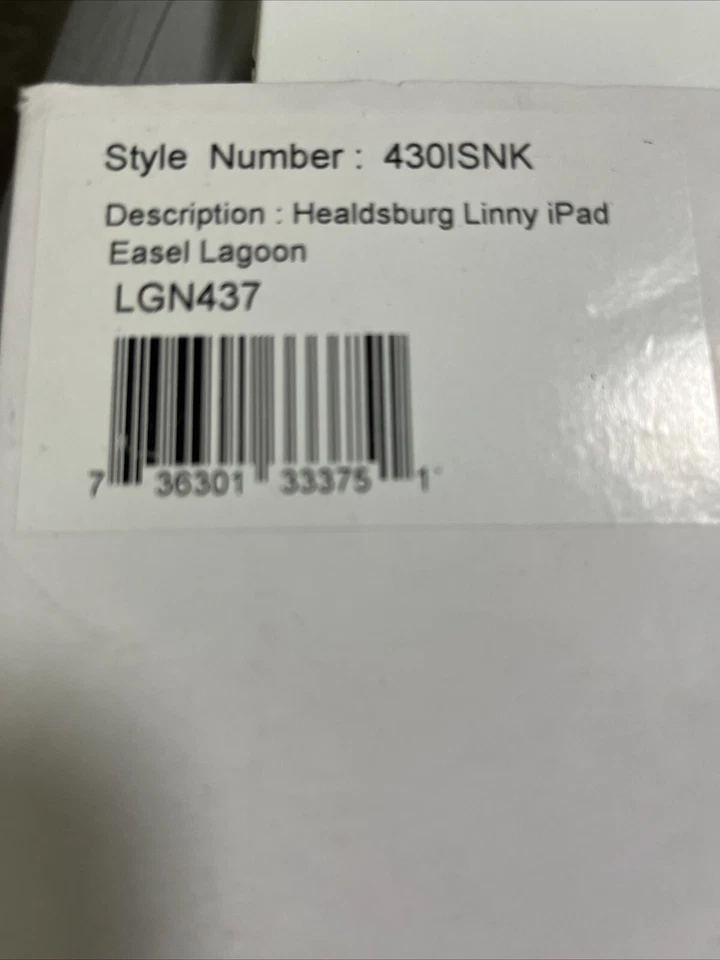 Style Number : 430ISNK
Description : Healdsburg Linny iPad
Easel Lagoon
LGN437
7 36301 33375 1